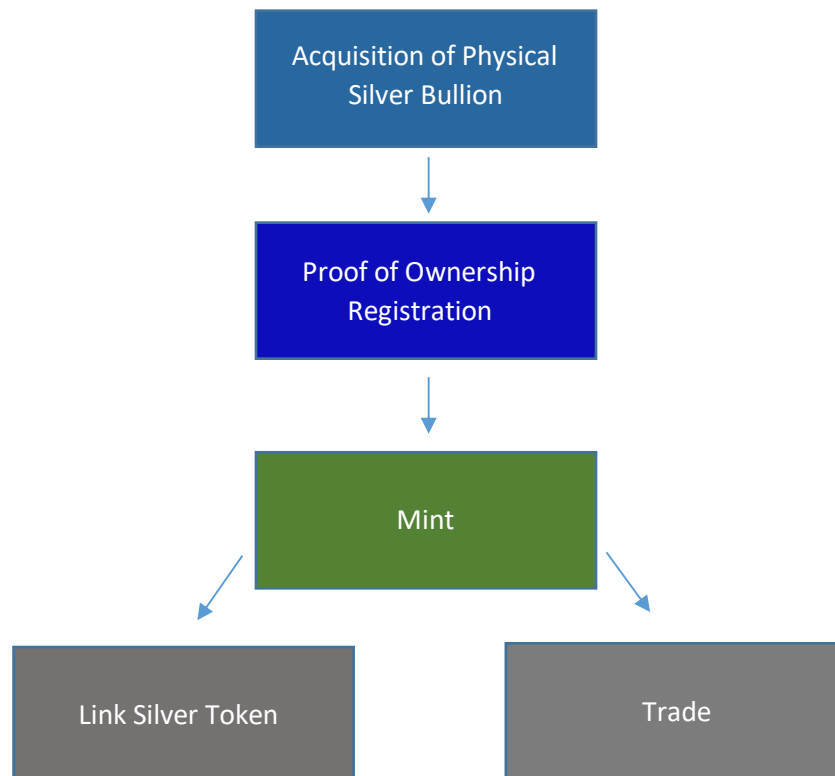 Acquisition of Physical
Silver Bullion
Proof of Ownership
Registration
Mint
Link Silver Token
Trade